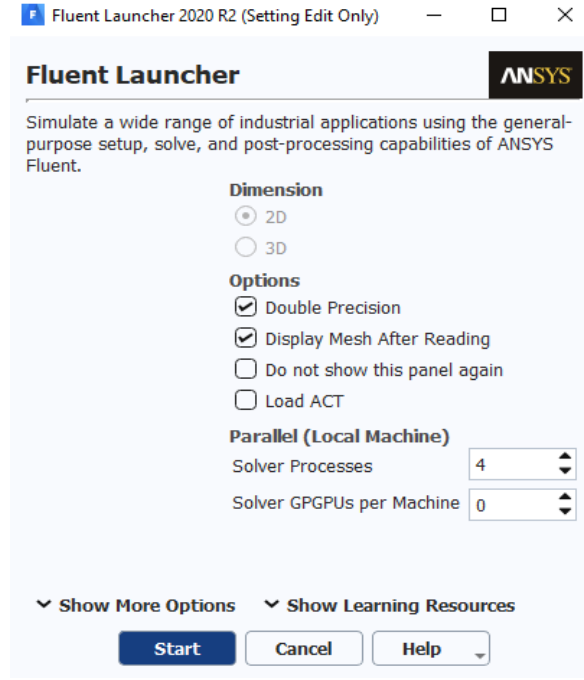 Fluent Launcher 2020 R2 (Setting Edit Only)
Fluent Launcher
ANSYS
Simulate a wide range of industrial applications using the general-
purpose setup, solve, and post-processing capabilities of ANSYS
Fluent.
Dimension
2D
3D
Options
Double Precision
Display Mesh After Reading
Do not show this panel again
Load ACT
Parallel (Local Machine)
Solver Processes 4
Solver GPGPUs per Machine 0
Show More Options Show Learning Resources
Start Cancel Help